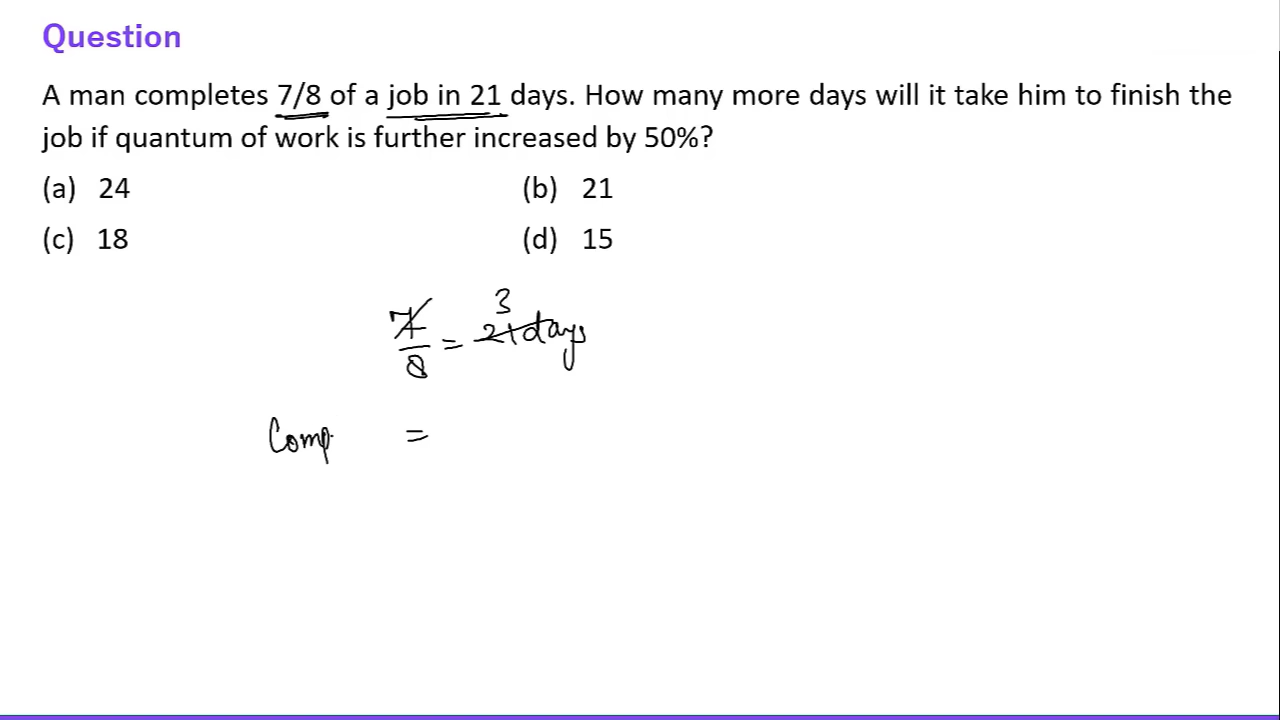 Question
A man completes 7/8 of a job in 21 days. How many more days will it take him to finish the
job if quantum of work is further increased by 50%?
(a) 24 (b) 21
(c) 18 (d) 15
3
7/8 = 21 days
Comp. =